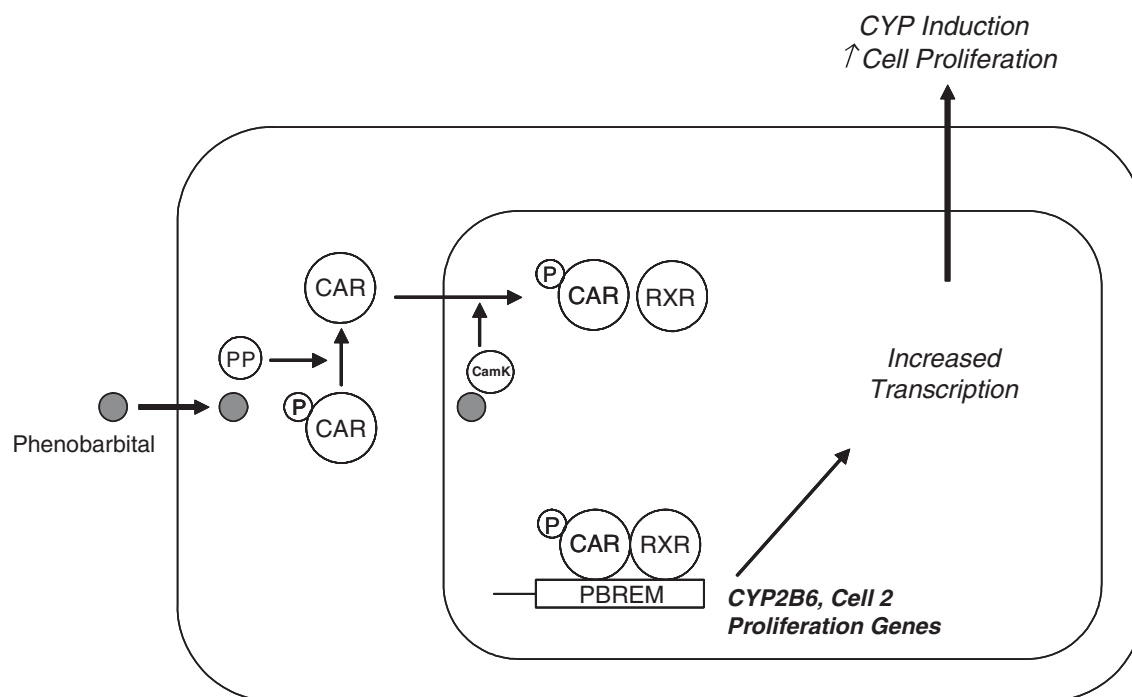 CYP Induction
↑ Cell Proliferation
CAR
P
CAR
RXR
PP
CamK
P
CAR
Phenobarbital
Increased
Transcription
P
CAR
RXR
PBREM
CYP2B6, Cell 2
Proliferation Genes